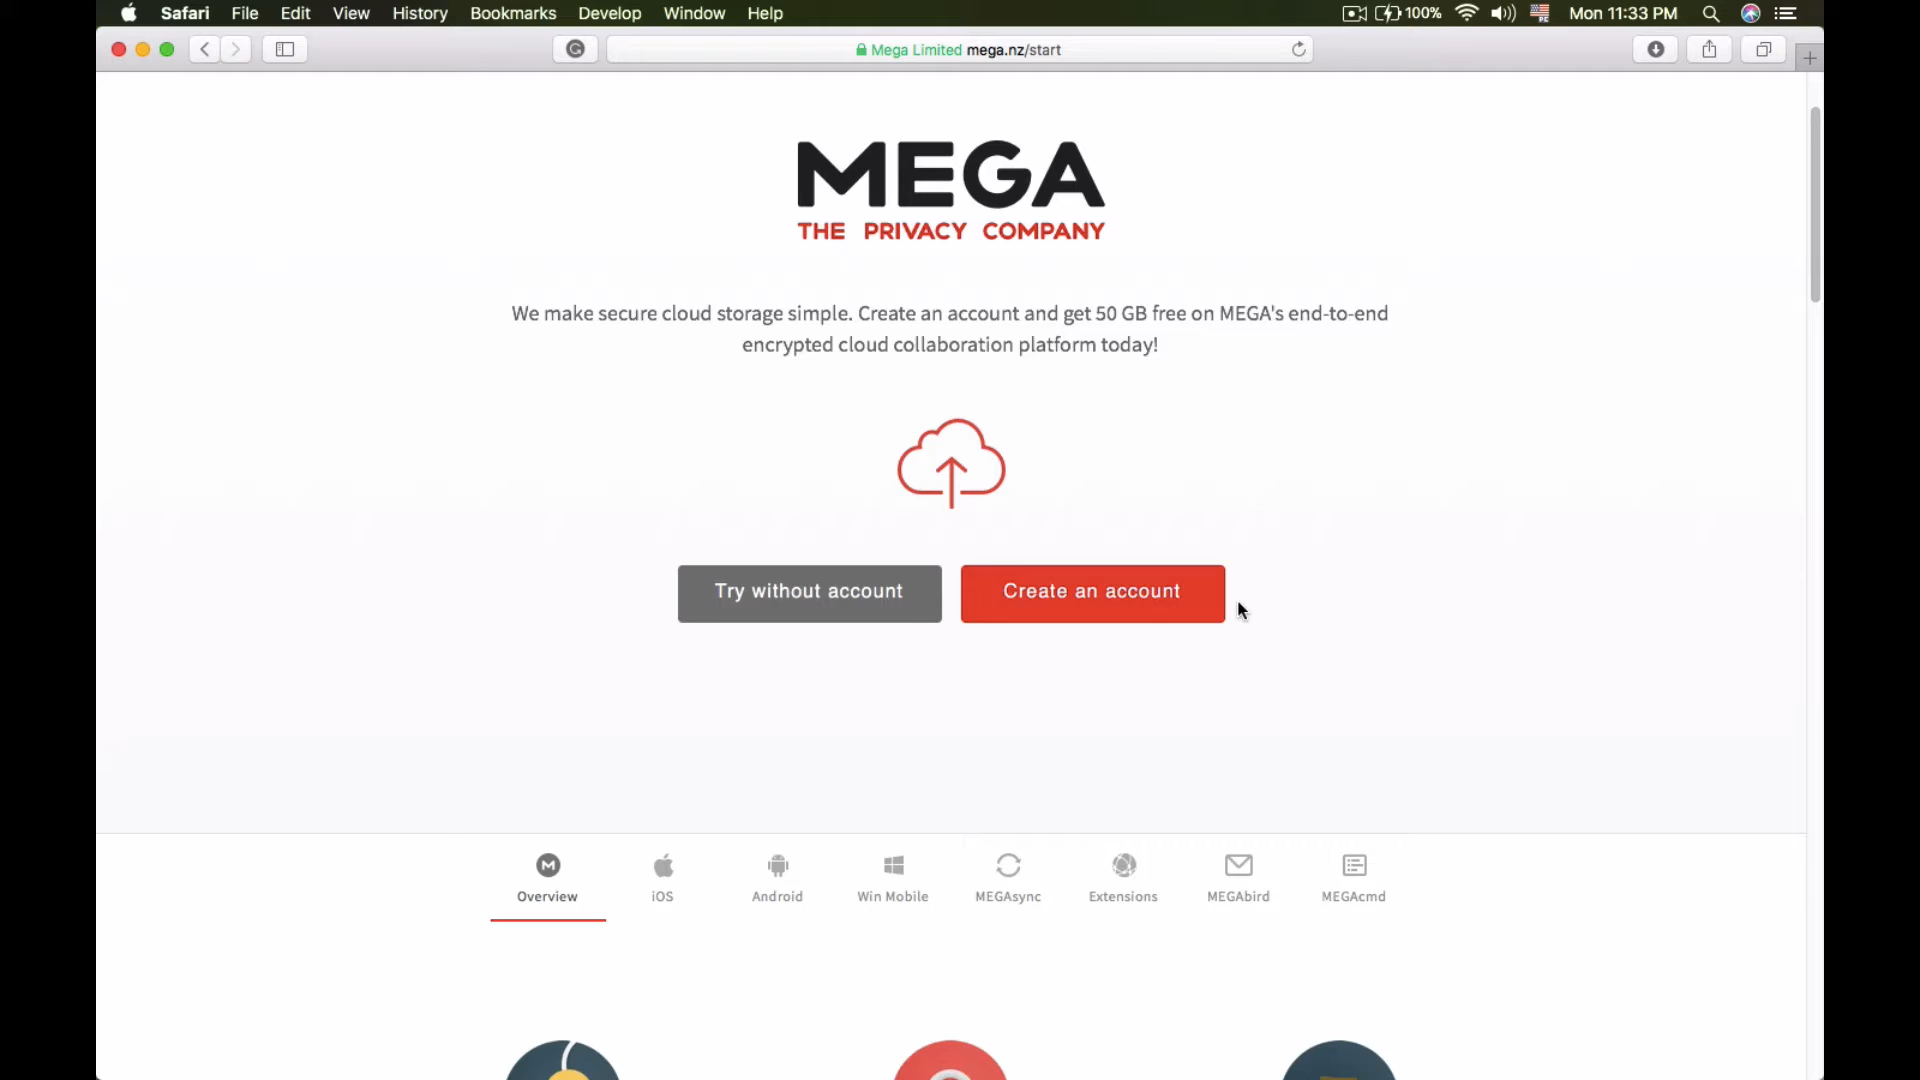 Safari File Edit View History Bookmarks Develop Window Help 100% Mon 11:33 PM
Mega Limited mega.nz/start
MEGA
THE PRIVACY COMPANY
We make secure cloud storage simple. Create an account and get 50 GB free on MEGA's end-to-end
encrypted cloud collaboration platform today!
Try without account Create an account
Overview iOS Android Win Mobile MEGAsync Extensions MEGAbird MEGAcmd